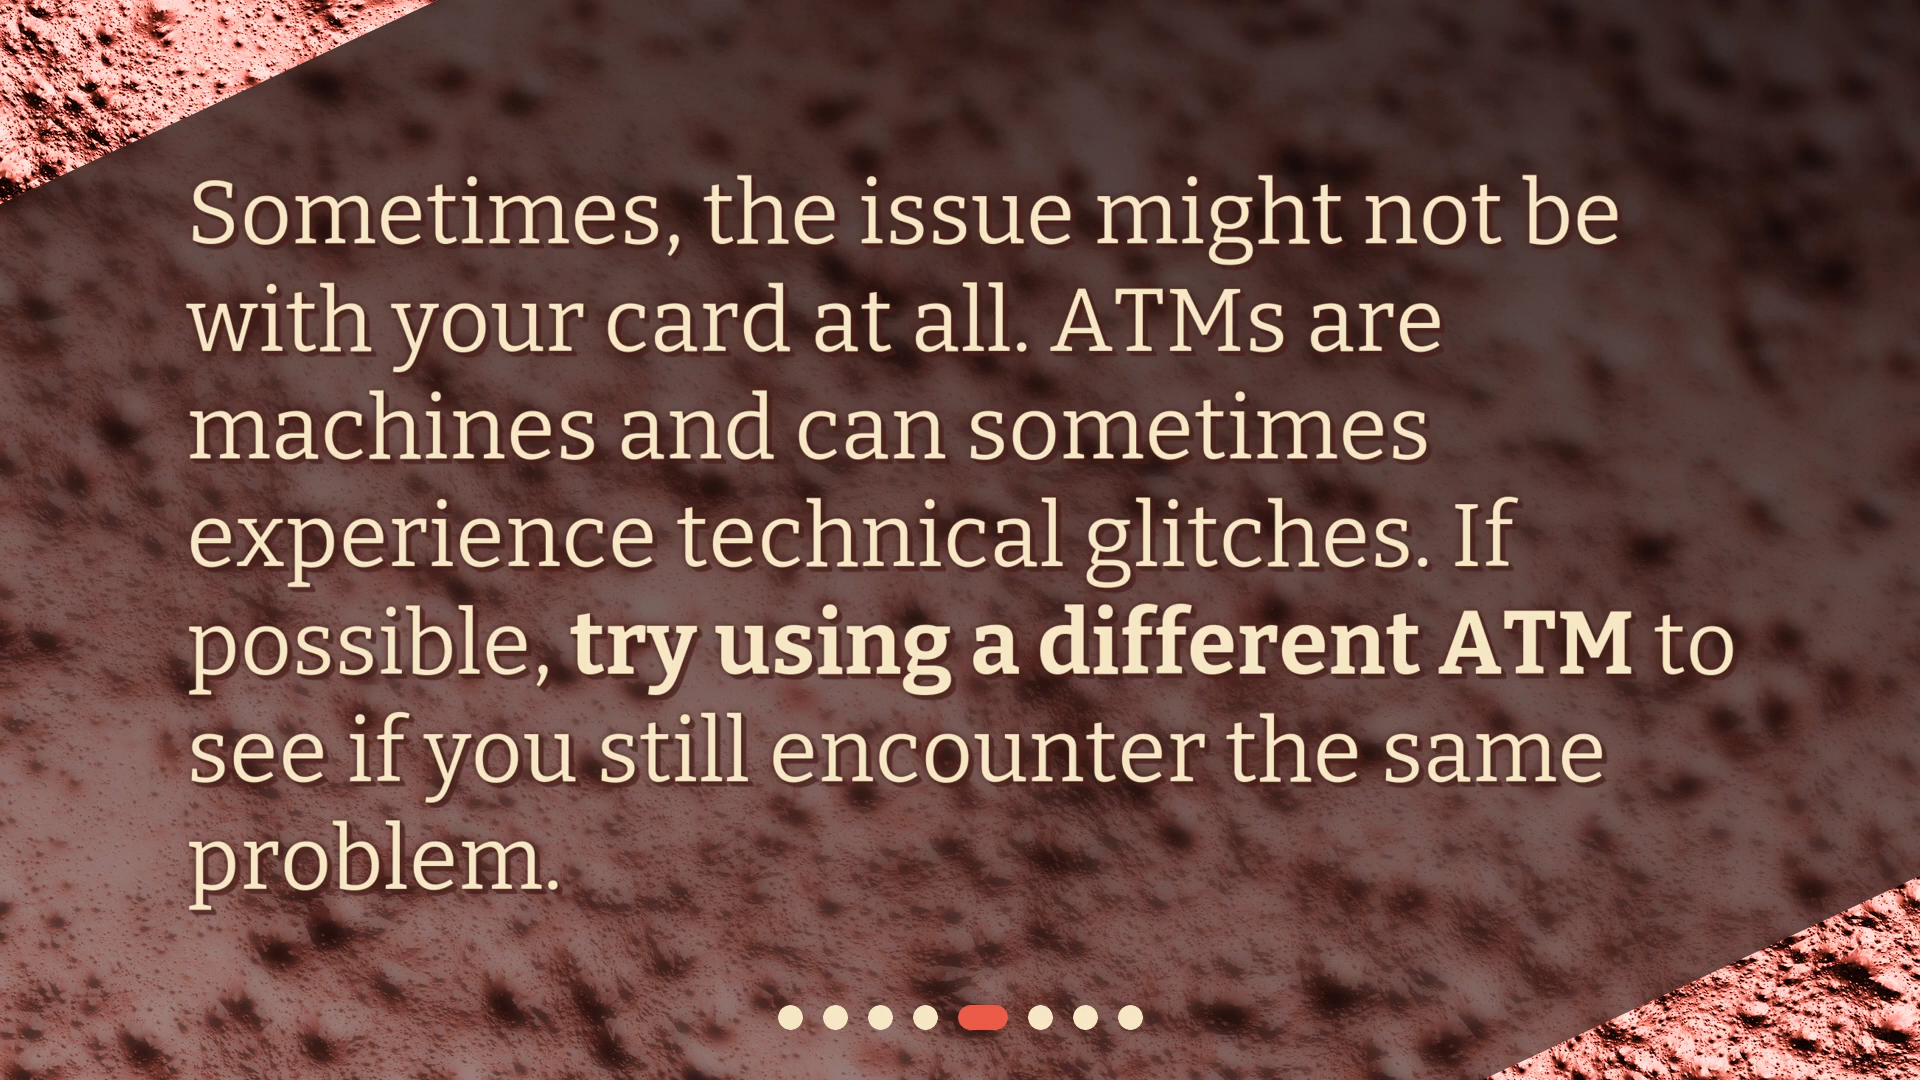 Sometimes, the issue might not be
with your card at all. ATMs are
machines and can sometimes
experience technical glitches. If
possible, try using a different ATM to
see if you still encounter the same
problem.